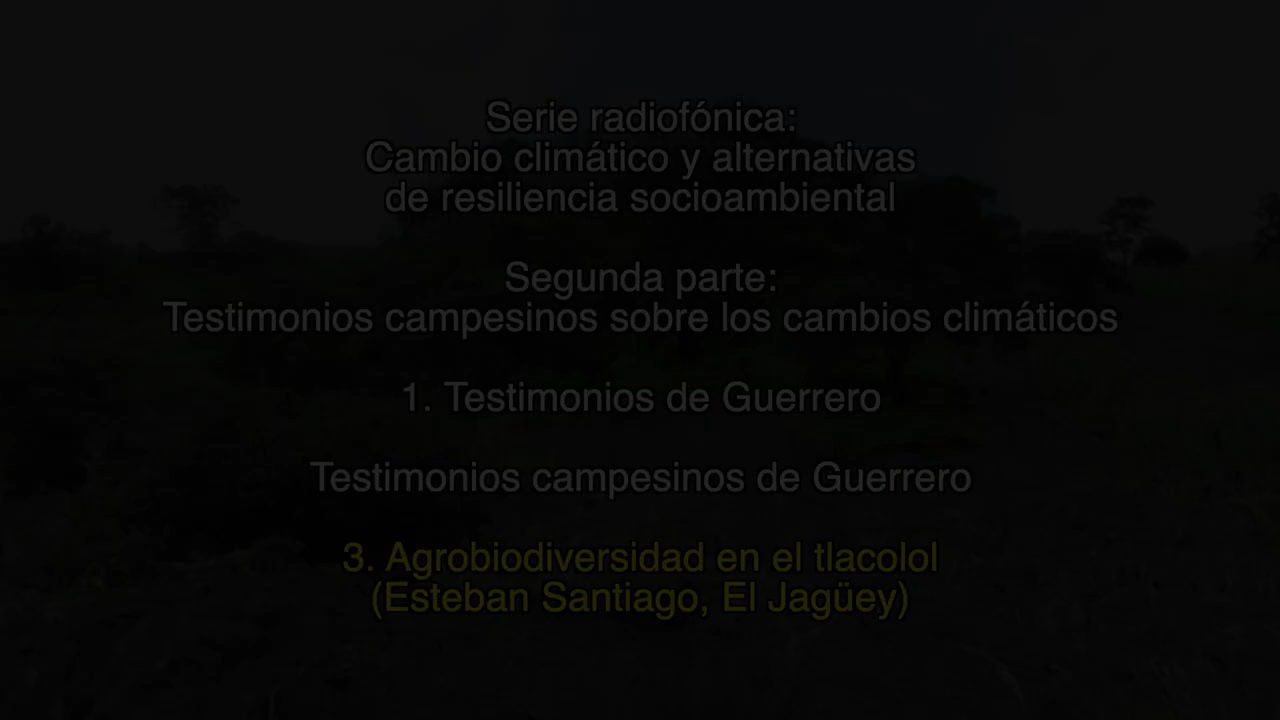 Serie radiofónica:
Cambio climático y alternativas
de resiliencia socioambiental
Segunda parte:
Testimonios campesinos sobre los cambios climáticos
1. Testimonios de Guerrero
Testimonios campesinos de Guerrero
3. Agrobiodiversidad en el tlacolol
(Esteban Santiago, El Jagüey)